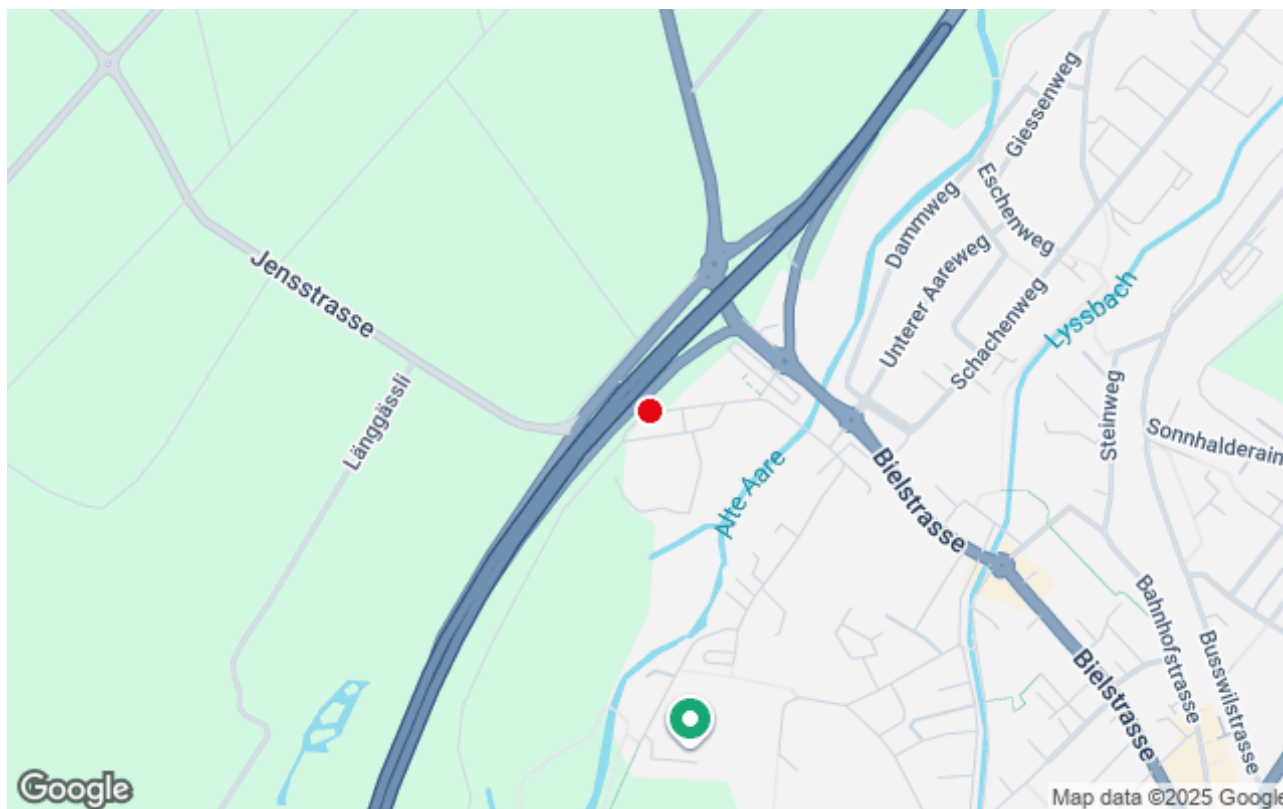 Giessenweg
Eschenweg
Dammweg
Unterer Aareweg
Schachenweg
Lyssbach
Jensstrasse
Länggässli
Steinweg
Sonnhalderain
Alte Aare
Bielstrasse
Bahnhofstrasse
Busswilstrasse
Bielstrasse
Google
Map data ©2025 Google